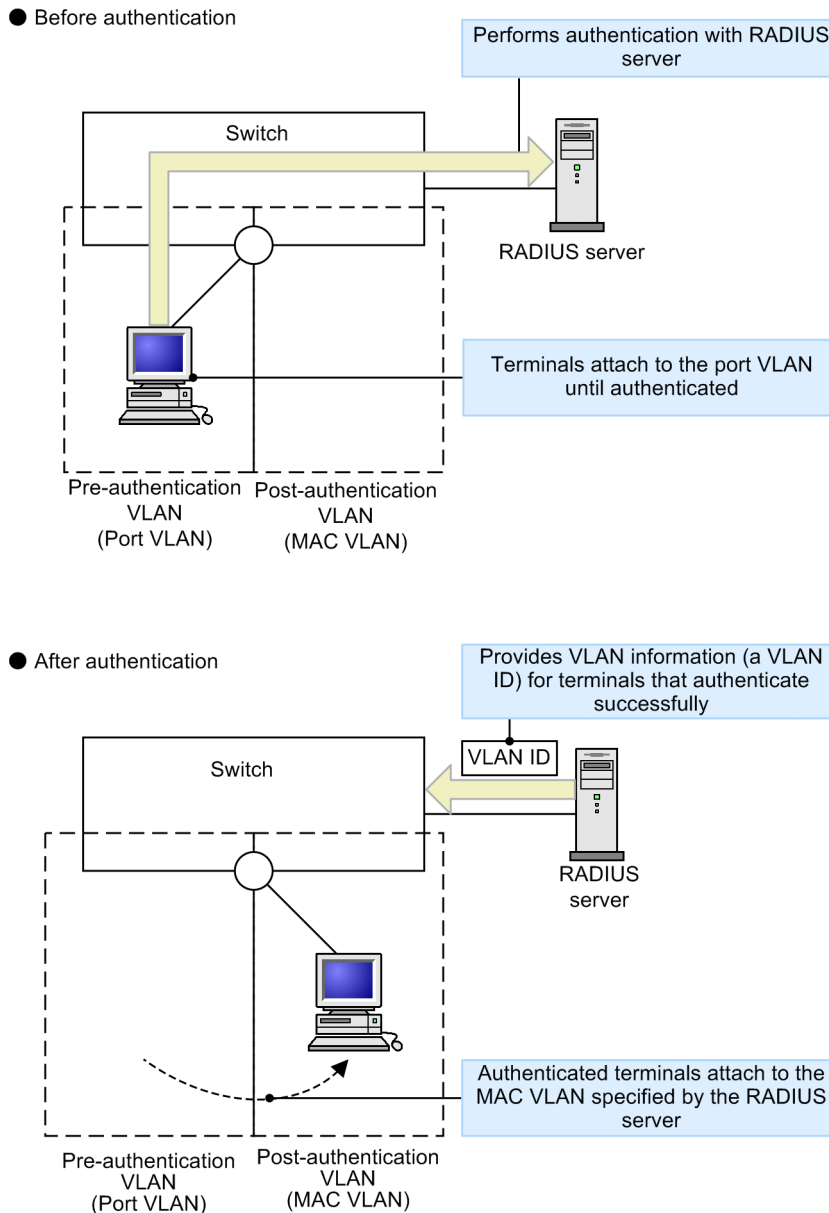 ● Before authentication
Performs authentication with RADIUS
server
Switch
RADIUS server
Terminals attach to the port VLAN
until authenticated
Pre-authentication
VLAN
(Port VLAN)
Post-authentication
VLAN
(MAC VLAN)
● After authentication
Provides VLAN information (a VLAN
ID) for terminals that authenticate
successfully
VLAN ID
Switch
RADIUS
server
Authenticated terminals attach to the
MAC VLAN specified by the RADIUS
server
Pre-authentication
VLAN
(Port VLAN)
Post-authentication
VLAN
(MAC VLAN)